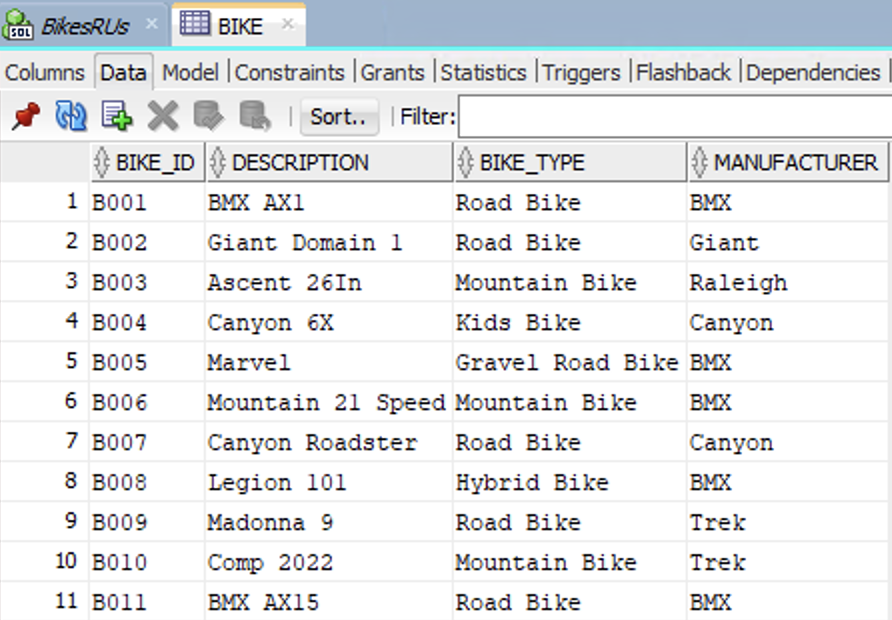 SQL BikesRUs BIKE
Columns Data Model Constraints Grants Statistics Triggers Flashback Dependencies
Sort.. Filter:
BIKE_ID DESCRIPTION BIKE_TYPE MANUFACTURER
1 B001 BMX AX1 Road Bike BMX
2 B002 Giant Domain 1 Road Bike Giant
3 B003 Ascent 26In Mountain Bike Raleigh
4 B004 Canyon 6X Kids Bike Canyon
5 B005 Marvel Gravel Road Bike BMX
6 B006 Mountain 21 Speed Mountain Bike BMX
7 B007 Canyon Roadster Road Bike Canyon
8 B008 Legion 101 Hybrid Bike BMX
9 B009 Madonna 9 Road Bike Trek
10 B010 Comp 2022 Mountain Bike Trek
11 B011 BMX AX15 Road Bike BMX